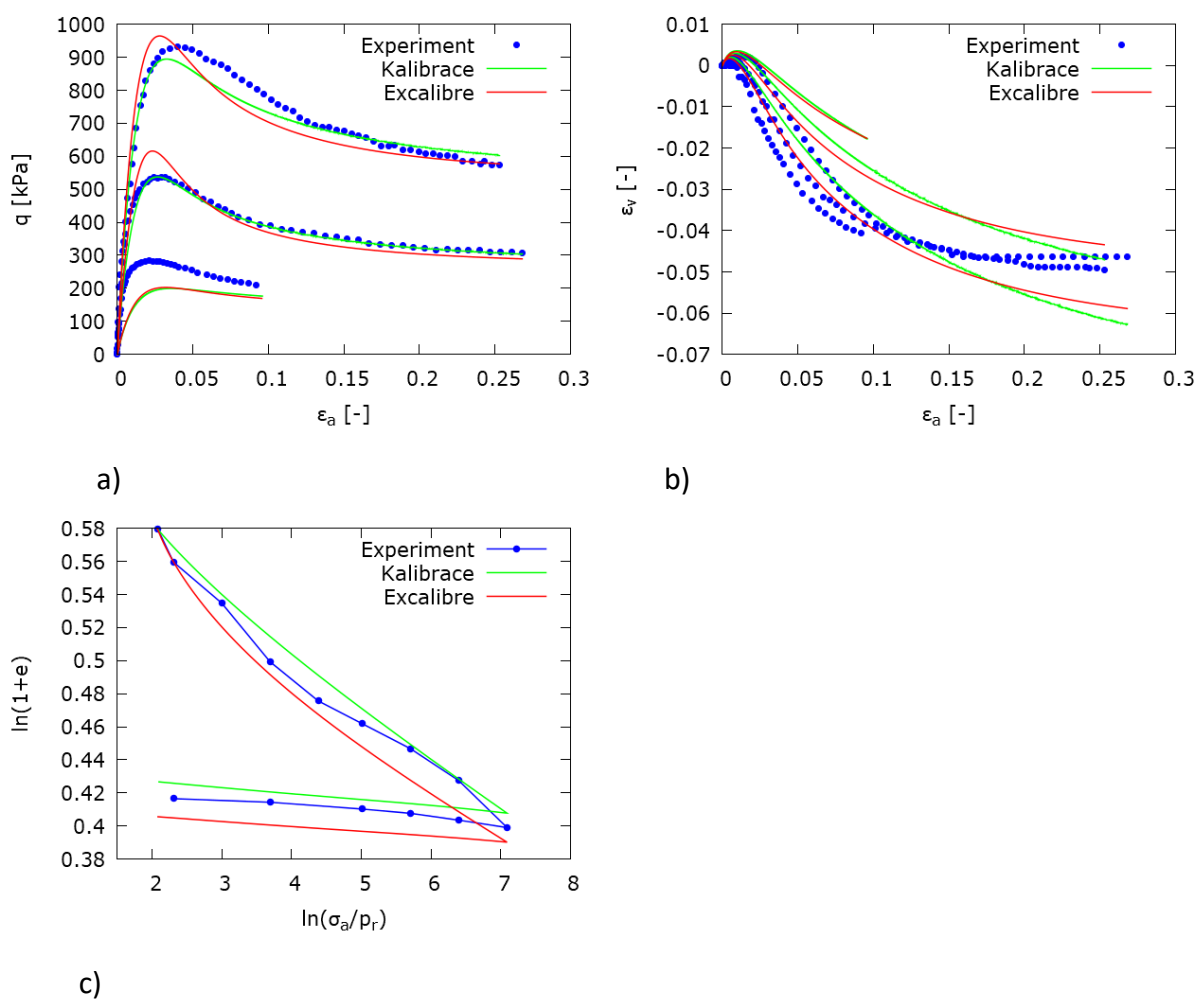 1000
900
800
700
600
500
400
300
200
100
0
q [kPa]
Experiment
Kalibrace
Excalibre
0 0.05 0.1 0.15 0.2 0.25 0.3
εa [-]
a)
0.01
0
-0.01
-0.02
-0.03
-0.04
-0.05
-0.06
-0.07
εv [-]
Experiment
Kalibrace
Excalibre
0 0.05 0.1 0.15 0.2 0.25 0.3
εa [-]
b)
0.58
0.56
0.54
0.52
0.5
0.48
0.46
0.44
0.42
0.4
0.38
ln(1+e)
Experiment
Kalibrace
Excalibre
2 3 4 5 6 7 8
ln(σa/pr)
c)